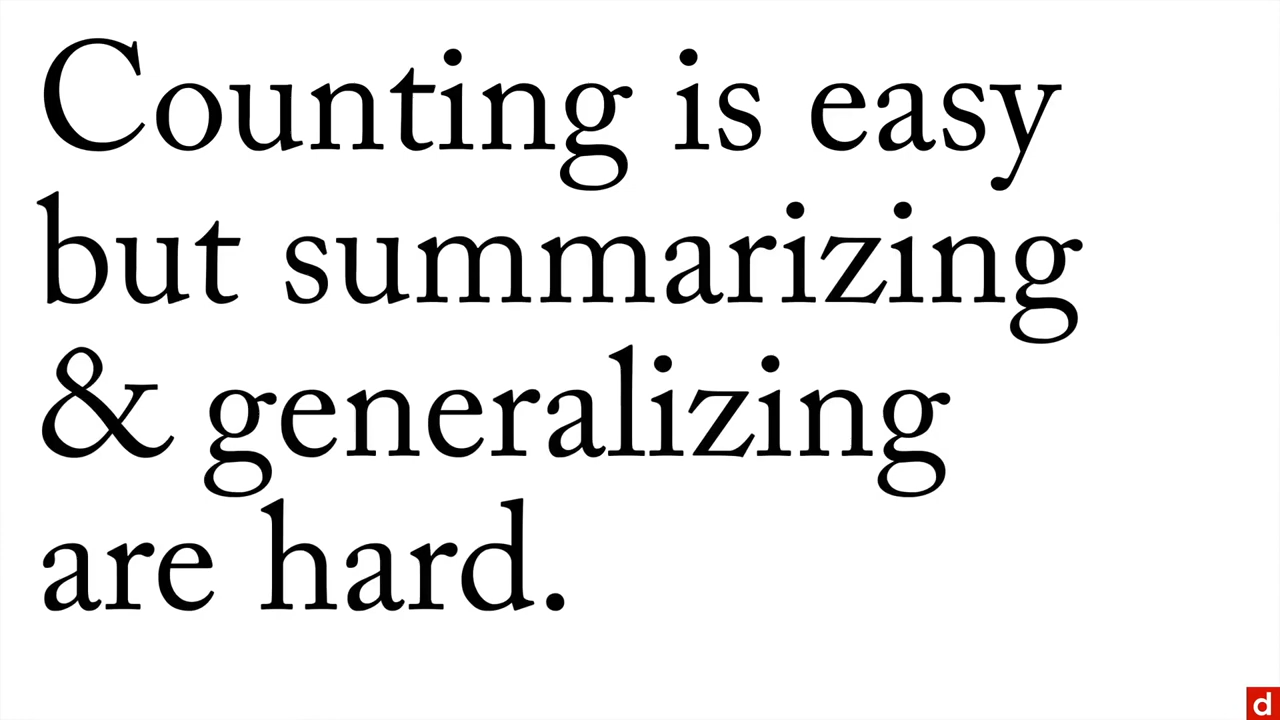 Counting is easy
but summarizing
& generalizing
are hard.
d